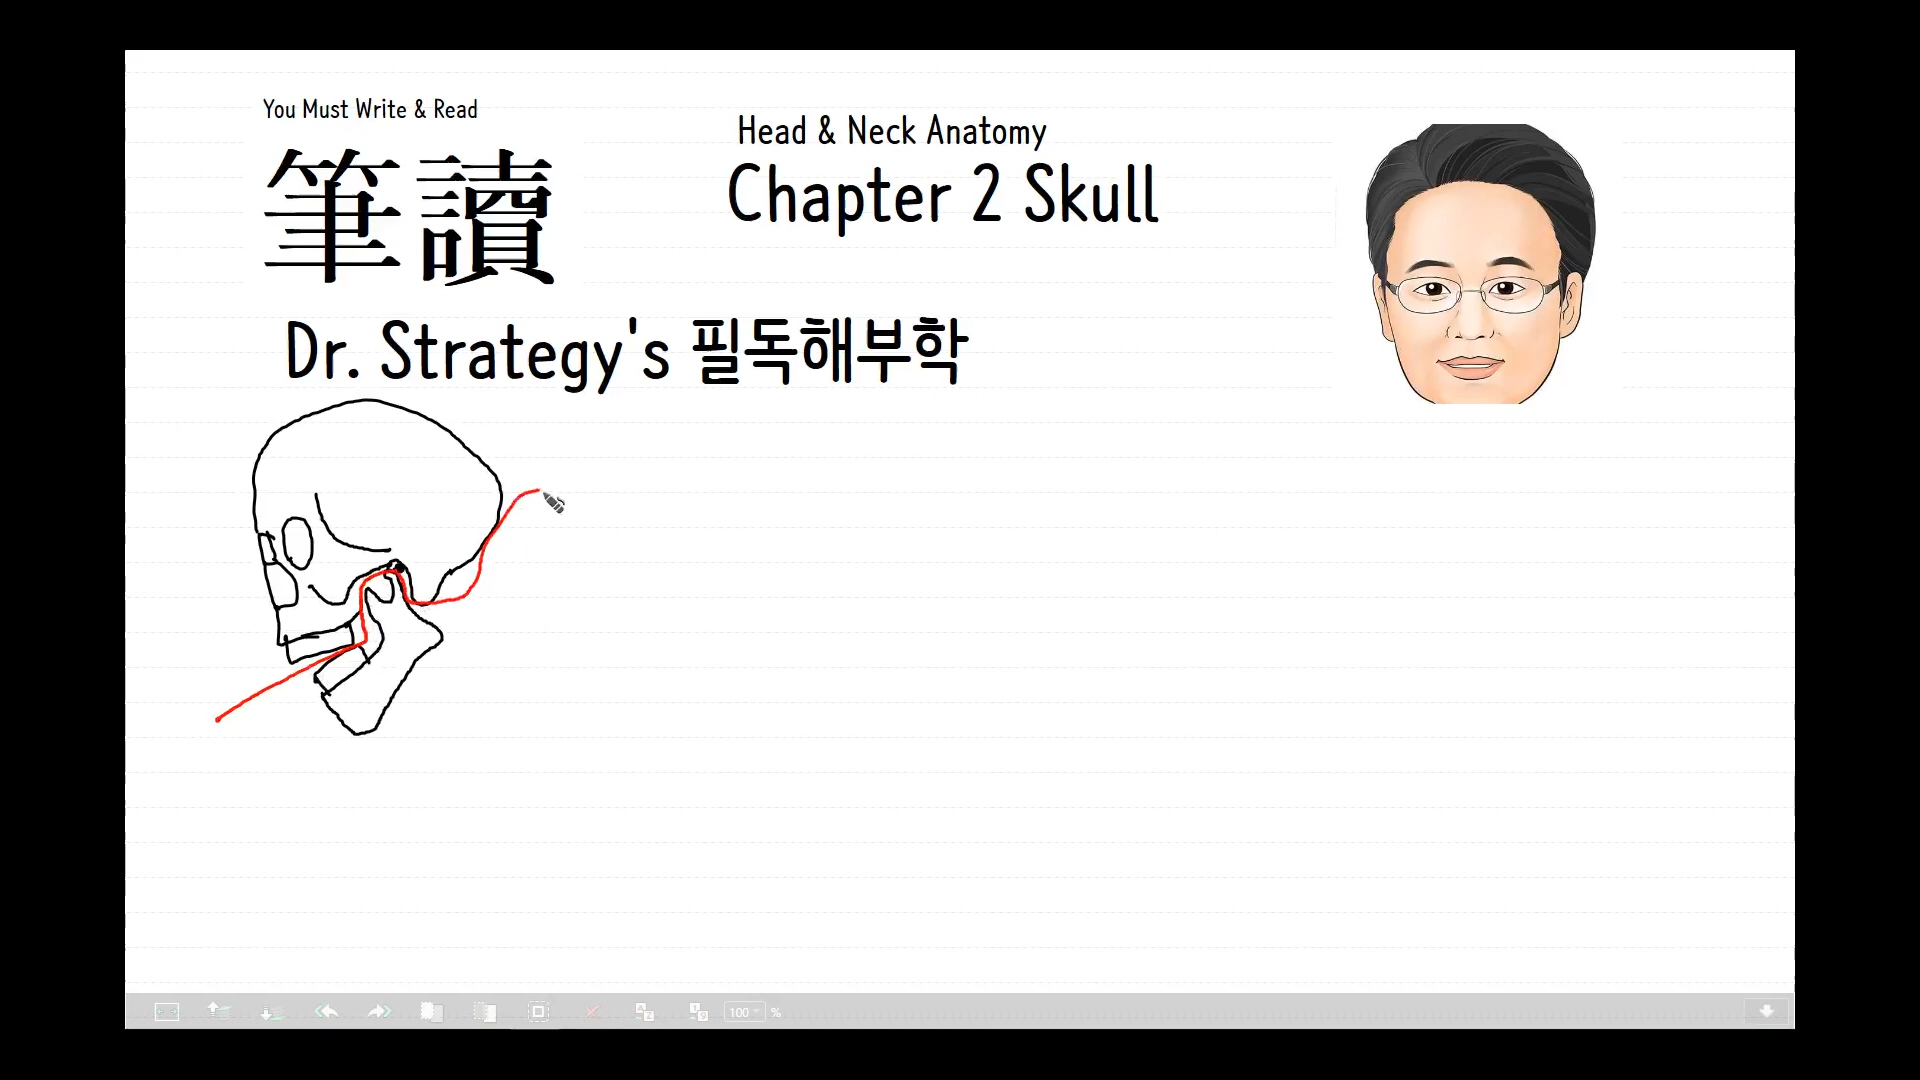 You Must Write & Read
筆讀
Head & Neck Anatomy
Chapter 2 Skull
Dr. Strategy's 필독해부학
100 %